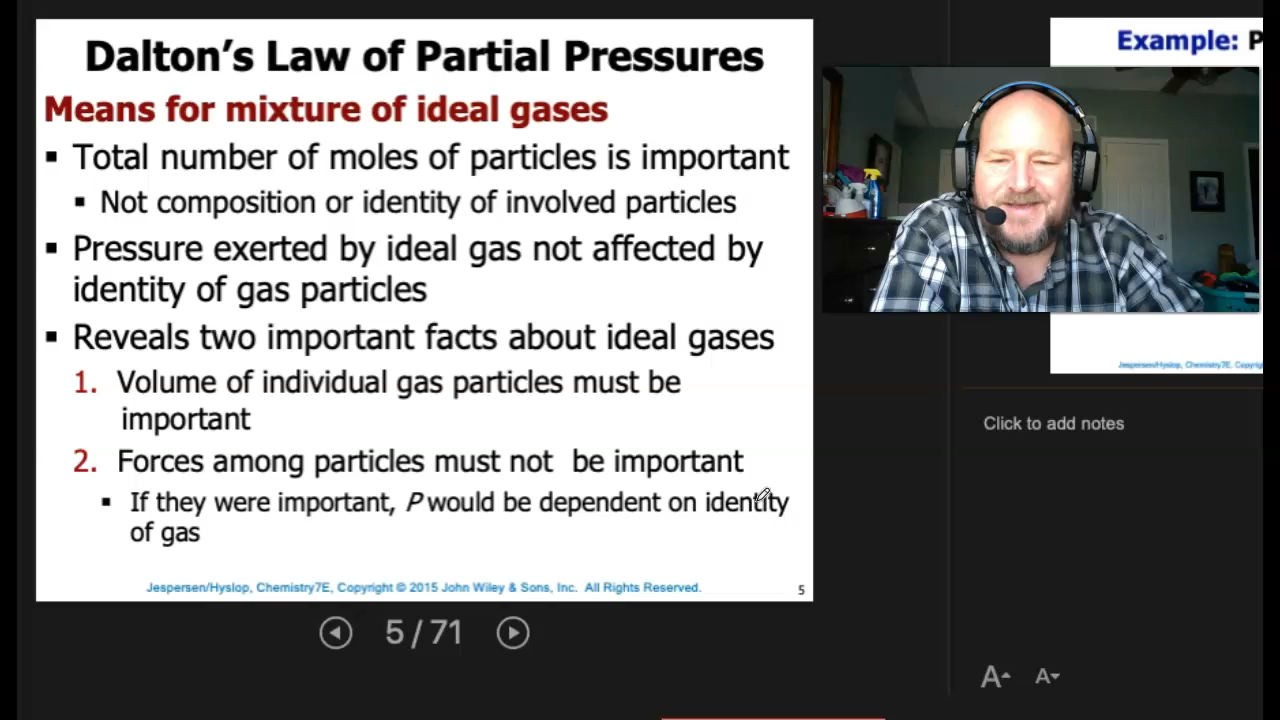 Dalton's Law of Partial Pressures
Means for mixture of ideal gases
▪ Total number of moles of particles is important
▪ Not composition or identity of involved particles
▪ Pressure exerted by ideal gas not affected by
identity of gas particles
▪ Reveals two important facts about ideal gases
1. Volume of individual gas particles must be
important
2. Forces among particles must not be important
▪ If they were important, P would be dependent on identity
of gas
Jespersen/Hyslop, Chemistry7E, Copyright © 2015 John Wiley & Sons, Inc. All Rights Reserved.
5
5 / 71
Example: P
Jespersen/Hyslop, Chemistry7E, Copyrig
Click to add notes
A A